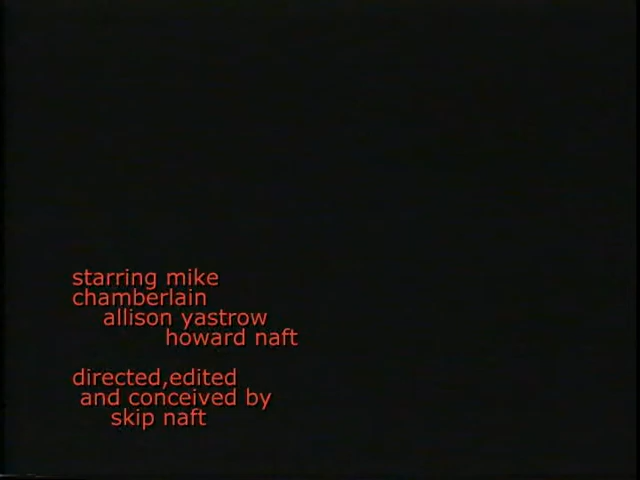 starring mike
chamberlain
allison yastrow
howard naft
directed,edited
and conceived by
skip naft